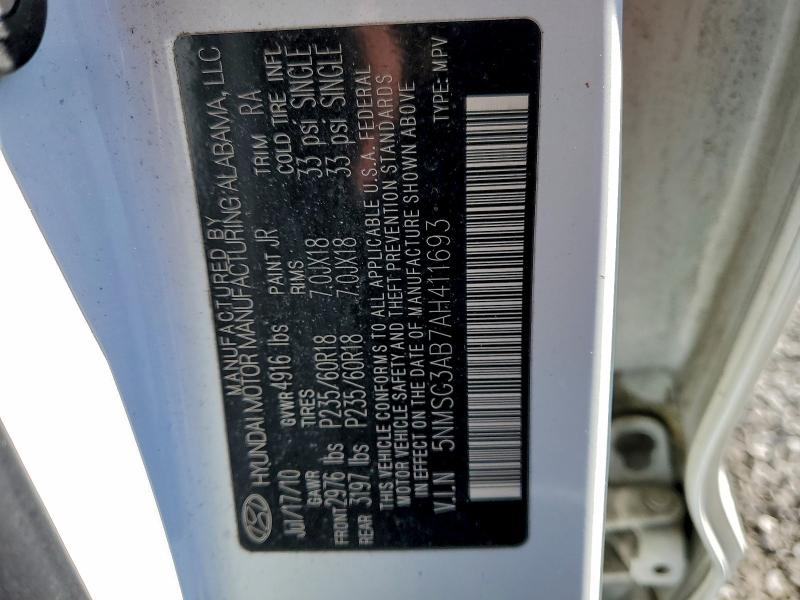 MANUFACTURED BY
HYUNDAI MOTOR MANUFACTURING ALABAMA, LLC
Jul/17/10 GVWR 4916 lbs PAINT JR TRIM RA
GAWR TIRES RIMS COLD TIRE INFL
FRONT 2976 lbs P235/60R18 7.0JX18 33 psi SINGLE
REAR 3197 lbs P235/60R18 7.0JX18 33 psi SINGLE
THIS VEHICLE CONFORMS TO ALL APPLICABLE U.S.A. FEDERAL
MOTOR VEHICLE SAFETY AND THEFT PREVENTION STANDARDS
IN EFFECT ON THE DATE OF MANUFACTURE SHOWN ABOVE
V.I.N 5NMSG3AB7AH411693 TYPE: MPV